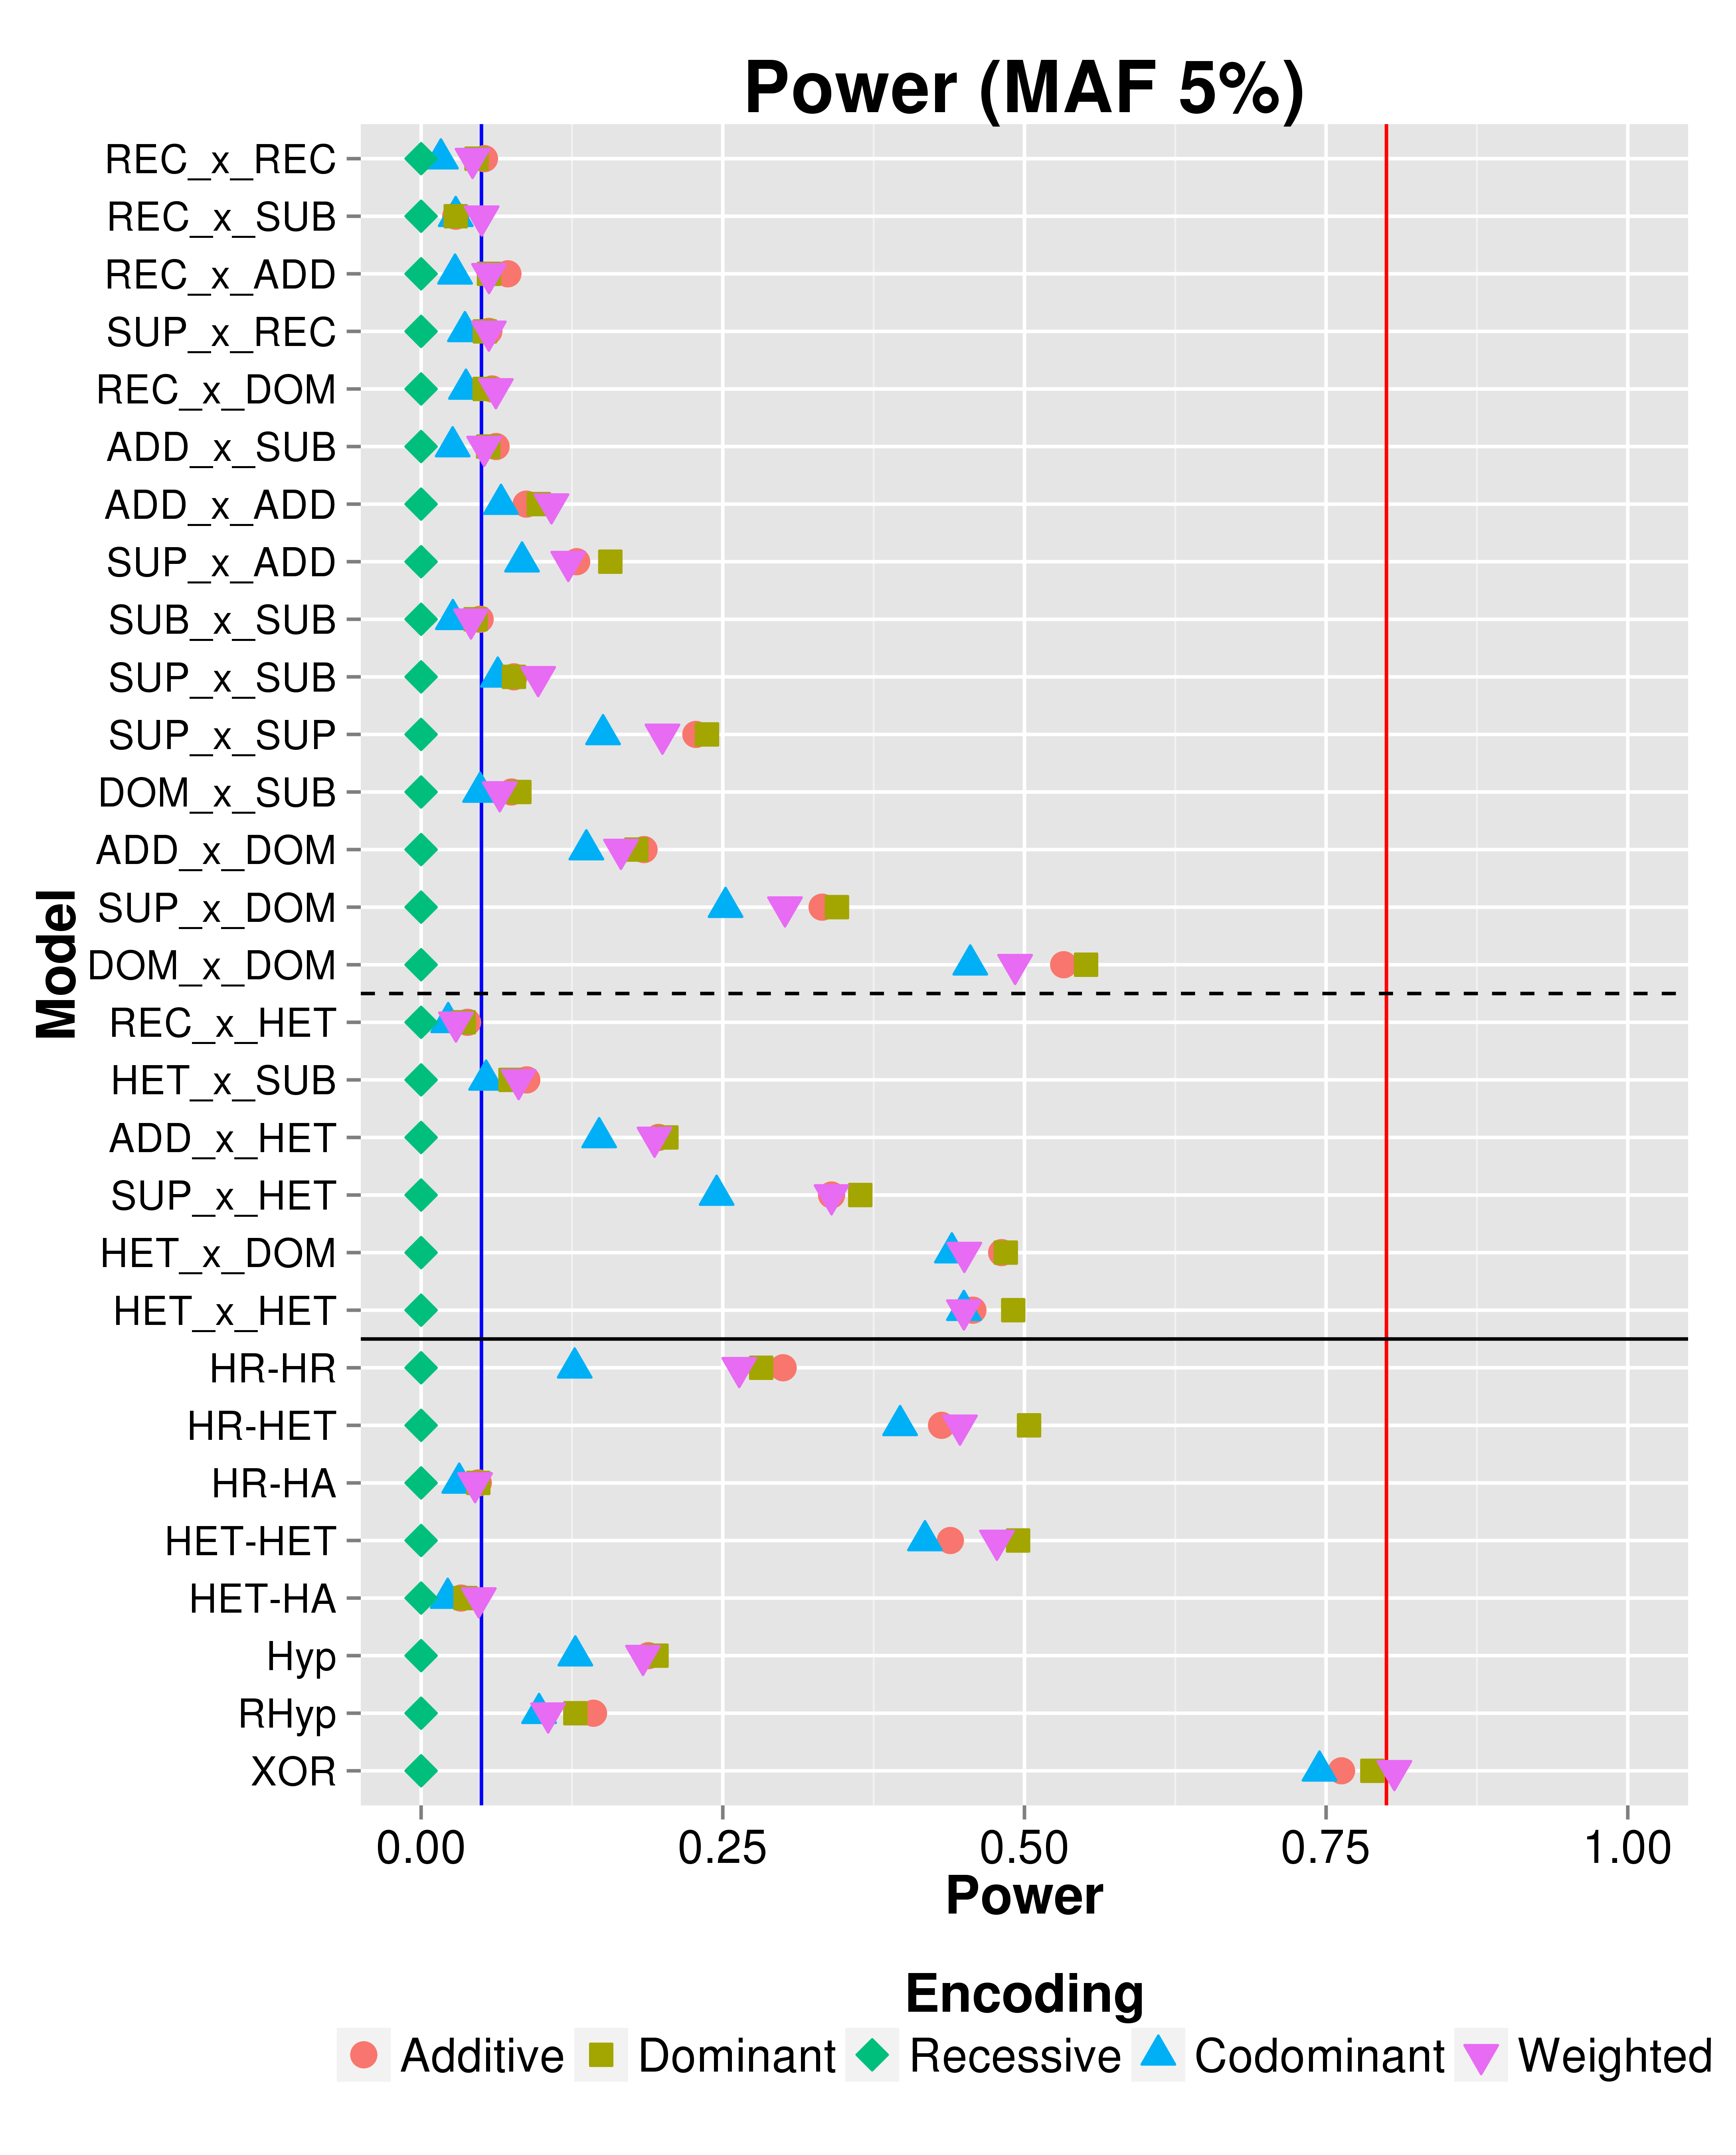 Power (MAF 5%)
REC_x_REC
REC_x_SUB
REC_x_ADD
SUP_x_REC
REC_x_DOM
ADD_x_SUB
ADD_x_ADD
SUP_x_ADD
SUB_x_SUB
SUP_x_SUB
SUP_x_SUP
DOM_x_SUB
ADD_x_DOM
SUP_x_DOM
DOM_x_DOM
REC_x_HET
HET_x_SUB
ADD_x_HET
SUP_x_HET
HET_x_DOM
HET_x_HET
HR-HR
HR-HET
HR-HA
HET-HET
HET-HA
Hyp
RHyp
XOR
Model
0.00 0.25 0.50 0.75 1.00
Power
Encoding
Additive Dominant Recessive Codominant Weighted